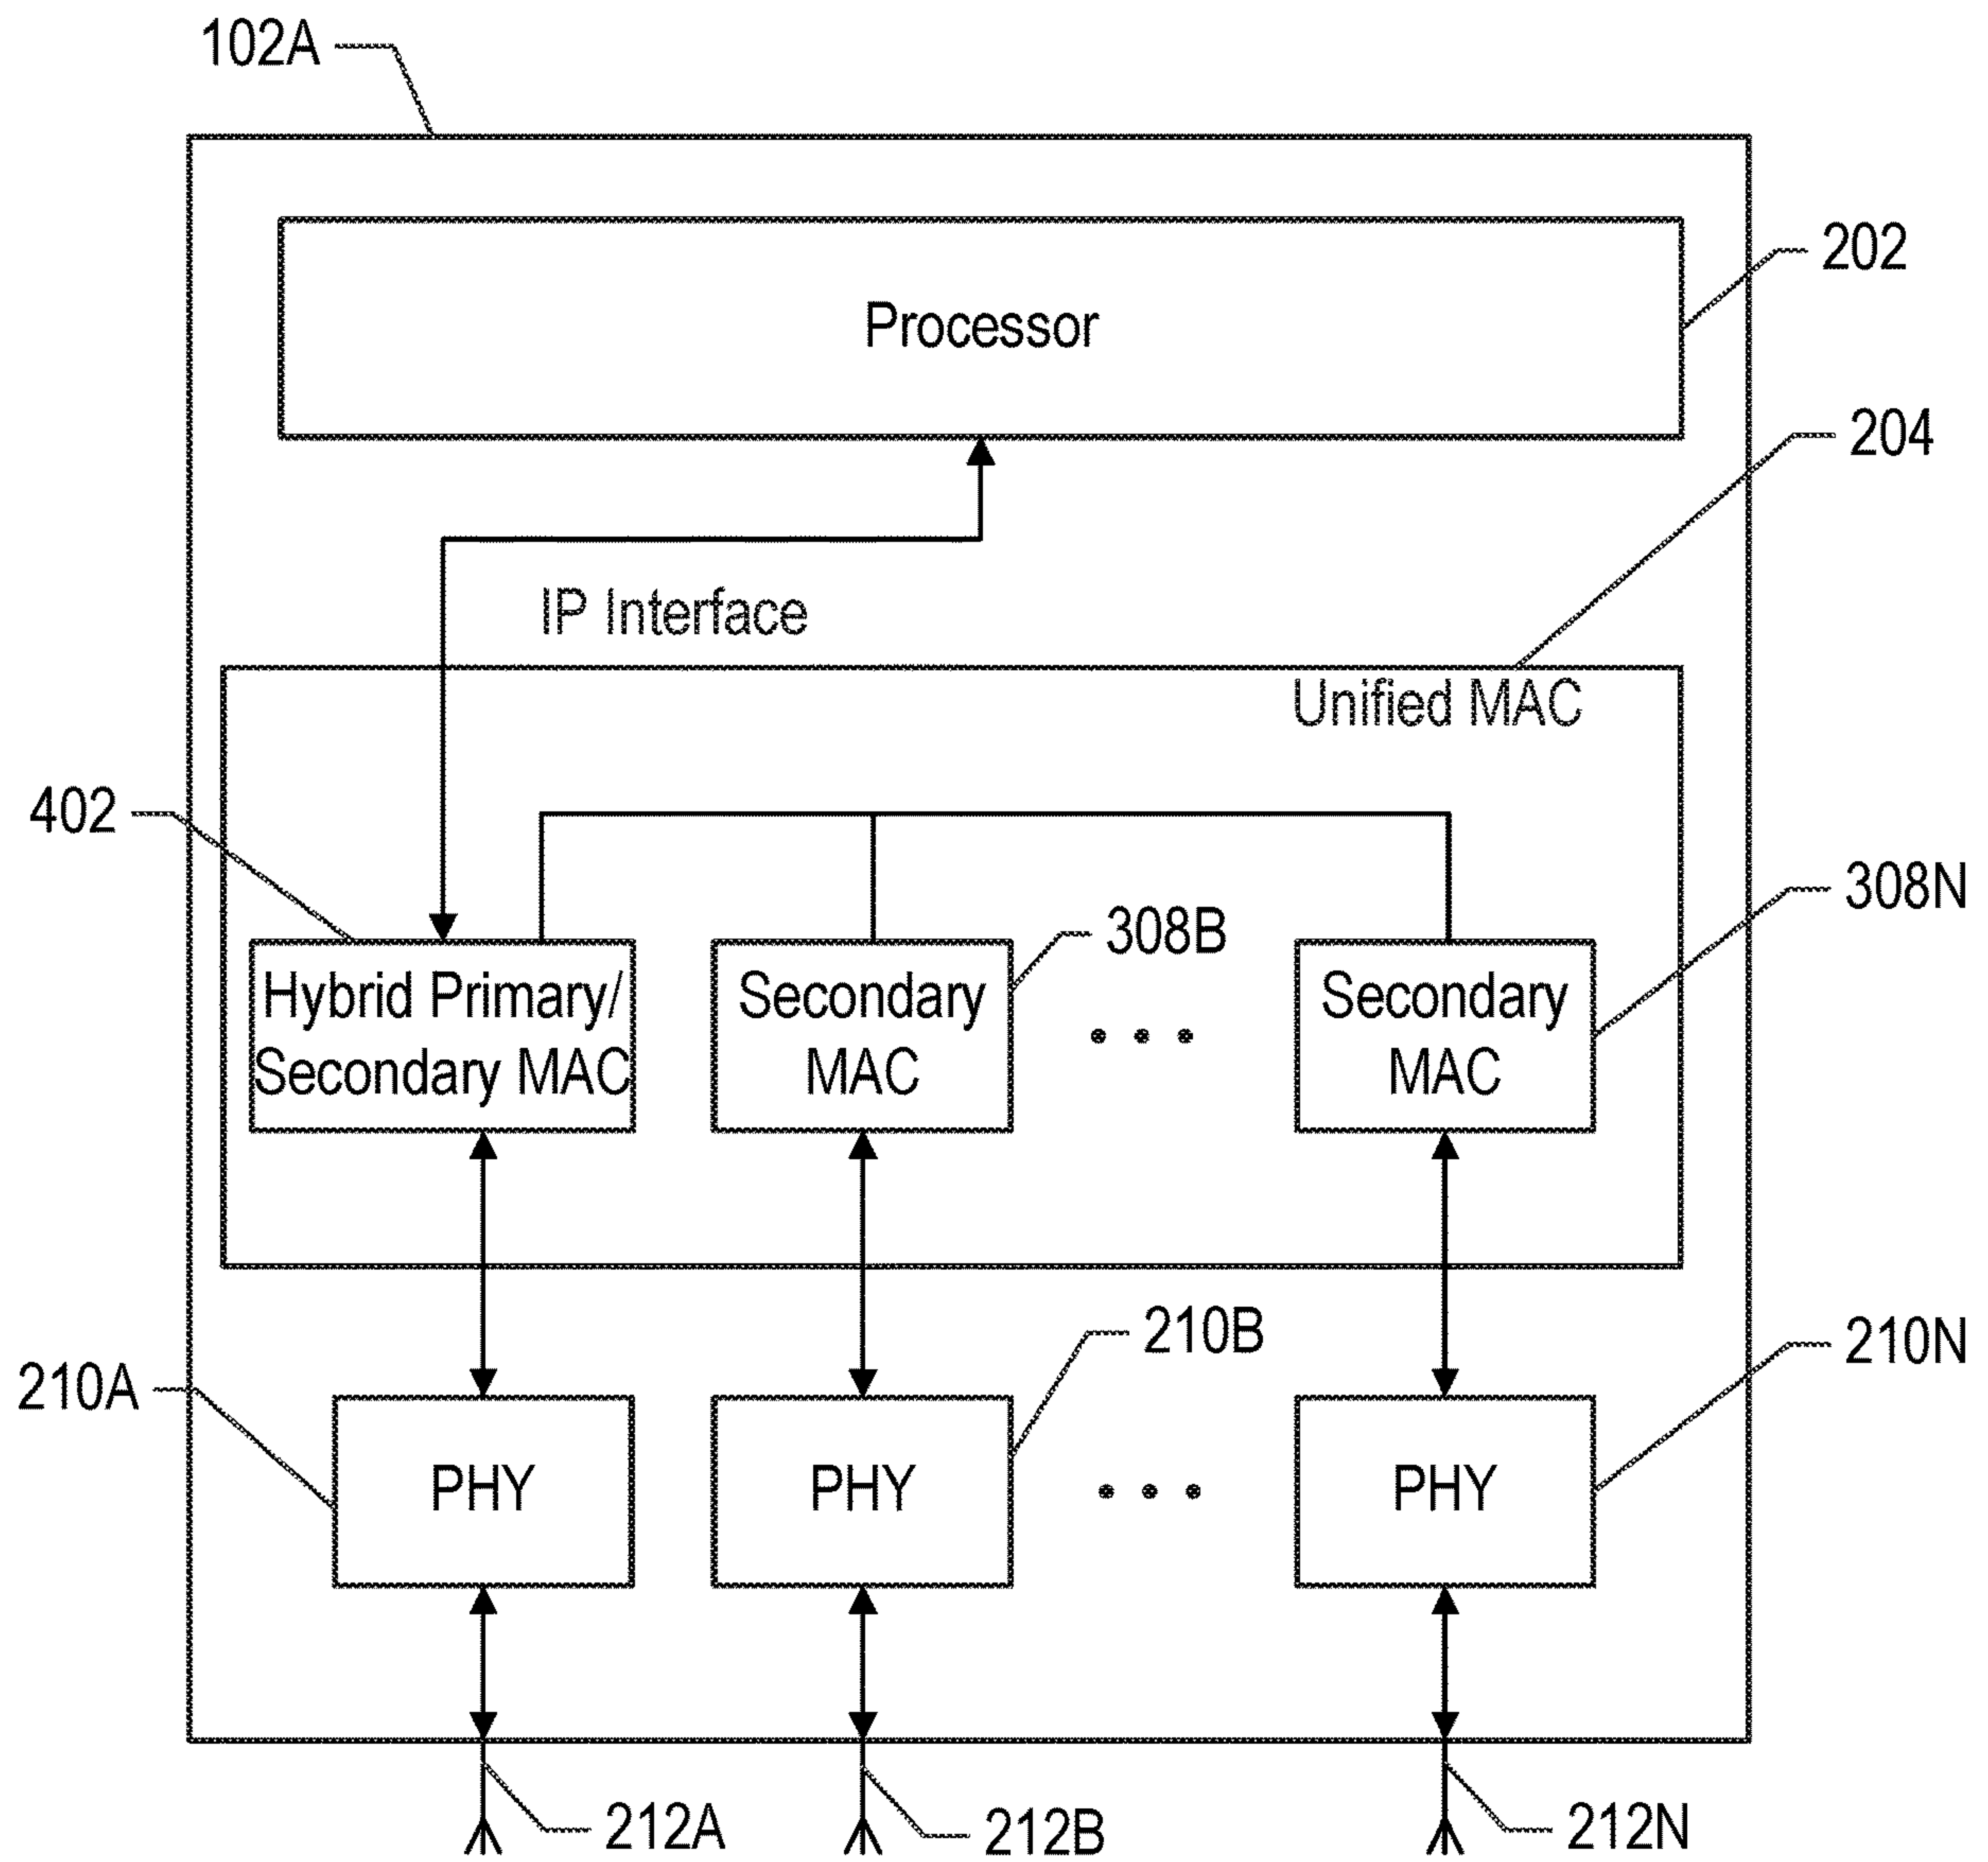 102A
202
Processor
204
IP Interface
Unified MAC
402
308N
308B
Hybrid Primary/
Secondary MAC
Secondary
MAC
Secondary
MAC
210B
210N
210A
PHY
PHY
PHY
212A
212B
212N